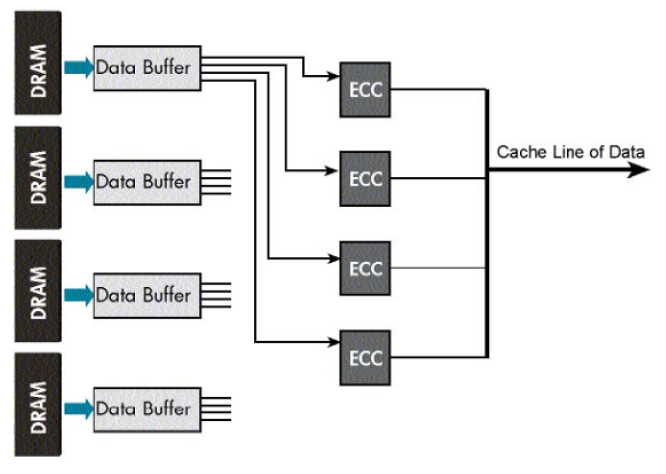 DRAM
Data Buffer
ECC
Cache Line of Data
DRAM
Data Buffer
ECC
DRAM
Data Buffer
ECC
DRAM
Data Buffer
ECC